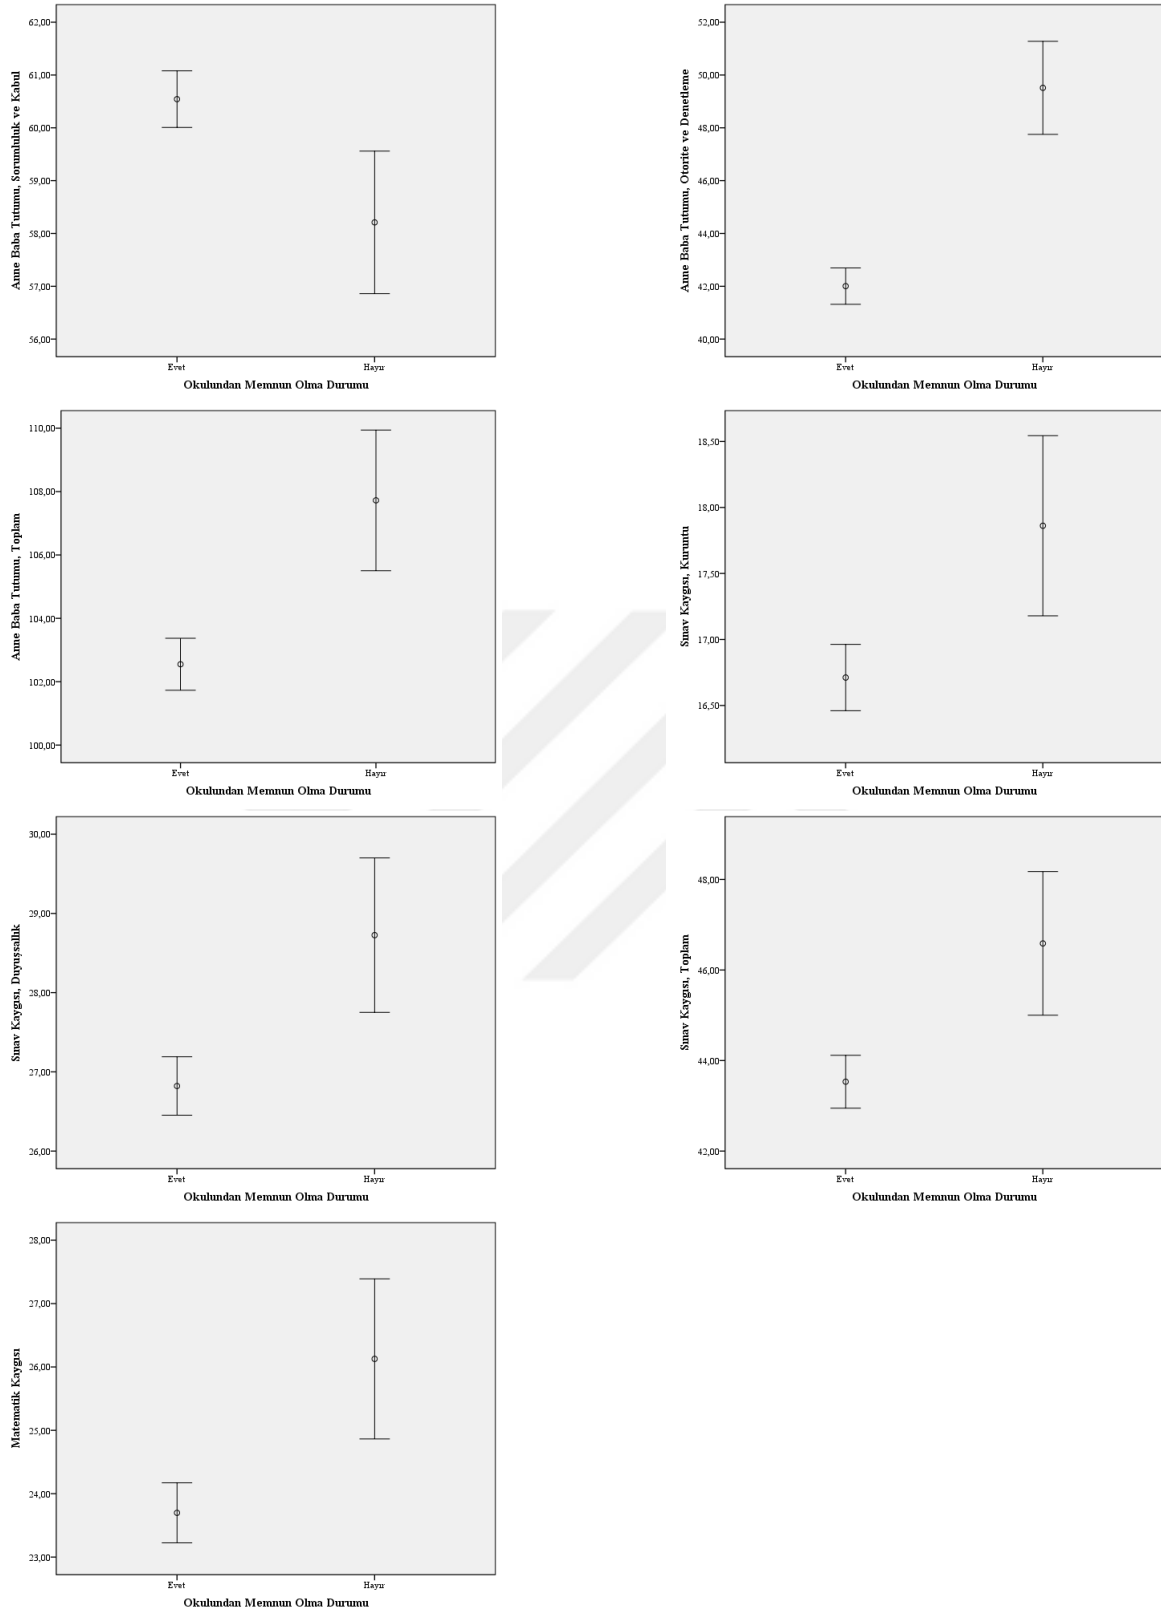 62,00
61,00
60,00
59,00
58,00
57,00
56,00
Anne Baba Tutumu, Sorumluluk ve Kabul
Evet Hayır
Okulundan Memnun Olma Durumu
52,00
50,00
48,00
46,00
44,00
42,00
40,00
Anne Baba Tutumu, Otorite ve Denetleme
Evet Hayır
Okulundan Memnun Olma Durumu
110,00
108,00
106,00
104,00
102,00
100,00
Anne Baba Tutumu, Toplam
Evet Hayır
Okulundan Memnun Olma Durumu
18,50
18,00
17,50
17,00
16,50
Sınav Kaygısı, Kuruntu
Evet Hayır
Okulundan Memnun Olma Durumu
30,00
29,00
28,00
27,00
26,00
Sınav Kaygısı, Duyuşsallık
Evet Hayır
Okulundan Memnun Olma Durumu
48,00
46,00
44,00
42,00
Sınav Kaygısı, Toplam
Evet Hayır
Okulundan Memnun Olma Durumu
28,00
27,00
26,00
25,00
24,00
23,00
Matematik Kaygısı
Evet Hayır
Okulundan Memnun Olma Durumu